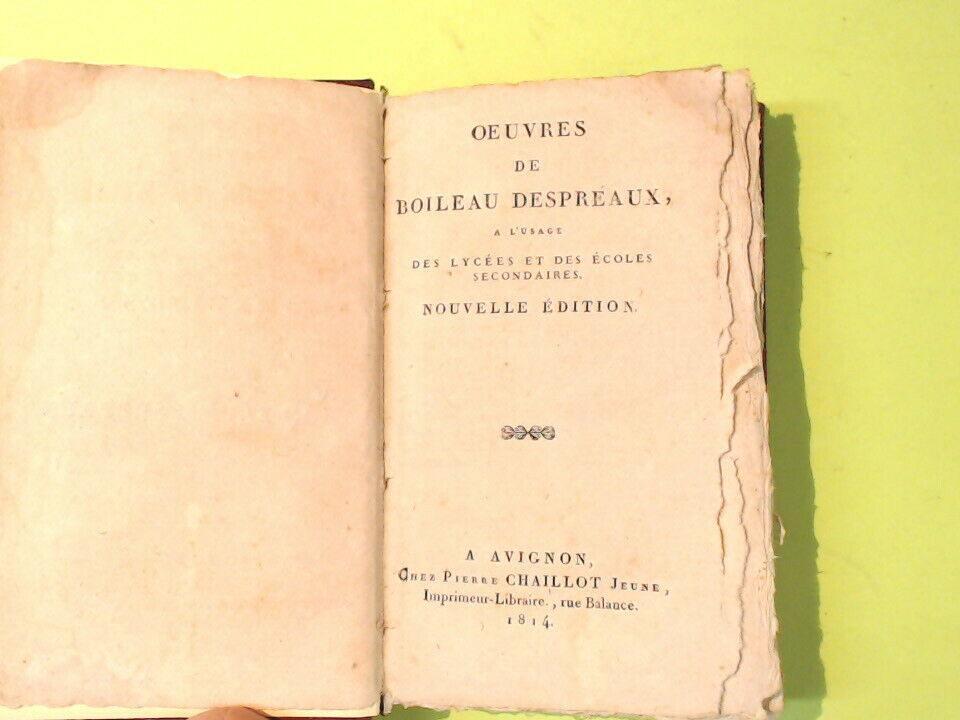 OEUVRES
DE
BOILEAU DESPRÉAUX,
A L'USAGE
DES LYCÉES ET DES ÉCOLES
SECONDAIRES.
NOUVELLE ÉDITION.
A AVIGNON,
Chez Pierre CHAILLOT Jeune,
Imprimeur-Libraire., rue Balance.
1814.